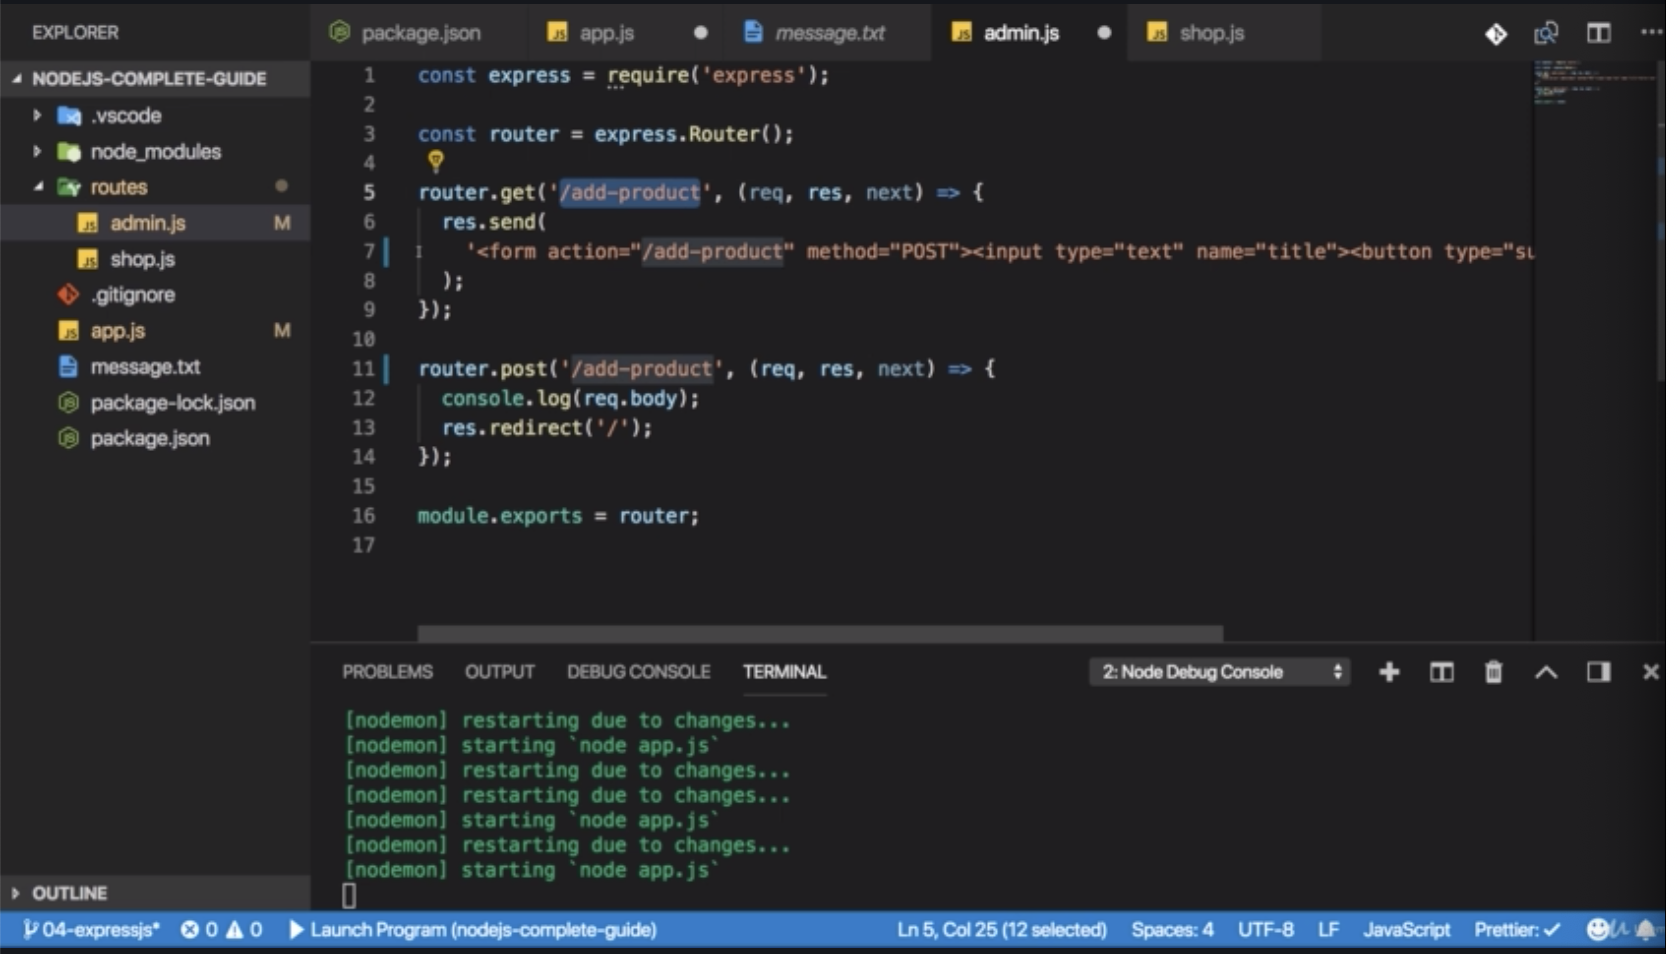 EXPLORER
package.json
app.js
message.txt
admin.js
shop.js
NODEJS-COMPLETE-GUIDE
.vscode
node_modules
routes
admin.js M
shop.js
.gitignore
app.js M
message.txt
package-lock.json
package.json
OUTLINE
1 const express = require('express');
2
3 const router = express.Router();
4
5 router.get('/add-product', (req, res, next) => {
6 res.send(
7 '<form action="/add-product" method="POST"><input type="text" name="title"><button type="su
8 );
9 });
10
11 router.post('/add-product', (req, res, next) => {
12 console.log(req.body);
13 res.redirect('/');
14 });
15
16 module.exports = router;
17
PROBLEMS OUTPUT DEBUG CONSOLE TERMINAL 2: Node Debug Console
[nodemon] restarting due to changes...
[nodemon] starting `node app.js`
[nodemon] restarting due to changes...
[nodemon] restarting due to changes...
[nodemon] starting `node app.js`
[nodemon] restarting due to changes...
[nodemon] starting `node app.js`
04-expressjs* 0 0 Launch Program (nodejs-complete-guide) Ln 5, Col 25 (12 selected) Spaces: 4 UTF-8 LF JavaScript Prettier: ✓